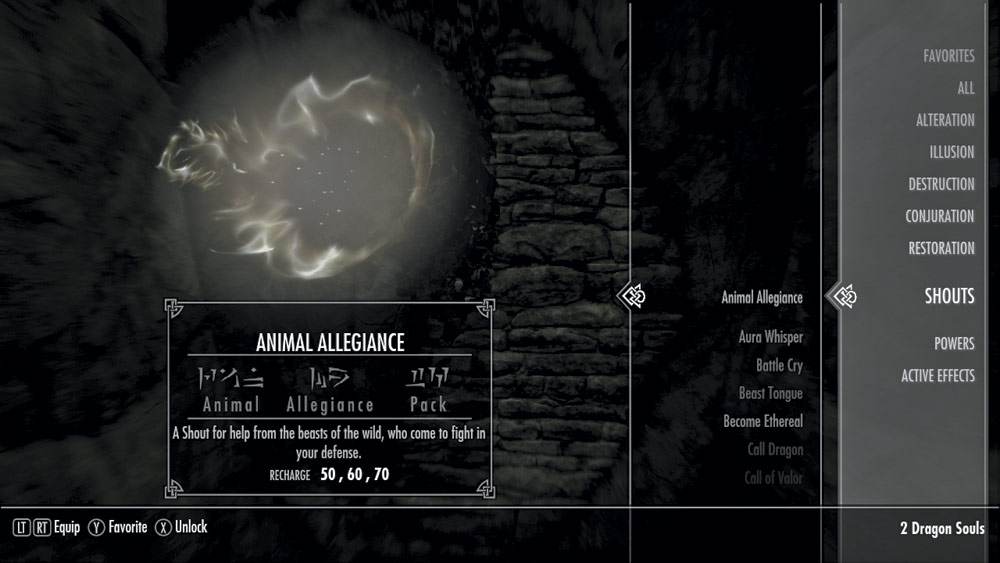 FAVORITES
ALL
ALTERATION
ILLUSION
DESTRUCTION
CONJURATION
RESTORATION
SHOUTS
POWERS
ACTIVE EFFECTS
Animal Allegiance
Aura Whisper
Battle Cry
Beast Tongue
Become Ethereal
Call Dragon
Call of Valor
ANIMAL ALLEGIANCE
Animal Allegiance Pack
A Shout for help from the beasts of the wild, who come to fight in
your defense.
RECHARGE 50 , 60 , 70
LT RT Equip Y Favorite X Unlock
2 Dragon Souls